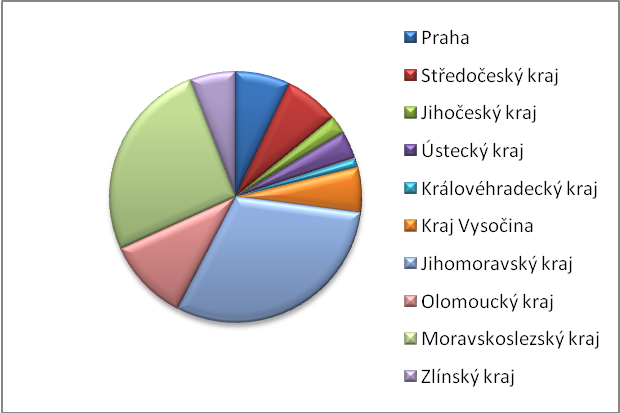 Praha
Středočeský kraj
Jihočeský kraj
Ústecký kraj
Královéhradecký kraj
Kraj Vysočina
Jihomoravský kraj
Olomoucký kraj
Moravskoslezský kraj
Zlínský kraj